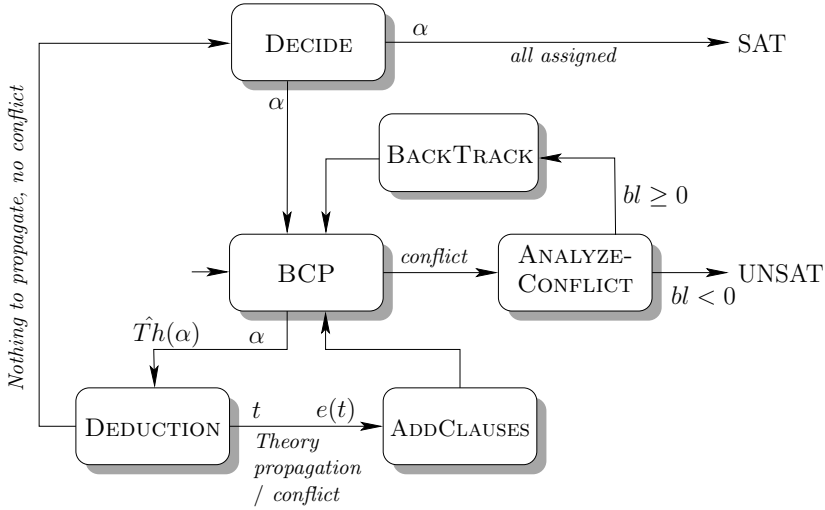 DECIDE
α
all assigned
SAT
α
BACKTRACK
bl ≥ 0
Nothing to propagate, no conflict
BCP
conflict
ANALYZE-
CONFLICT
UNSAT
bl < 0
T̂h(α)
α
DEDUCTION
t
e(t)
ADDCLAUSES
Theory
propagation
/ conflict